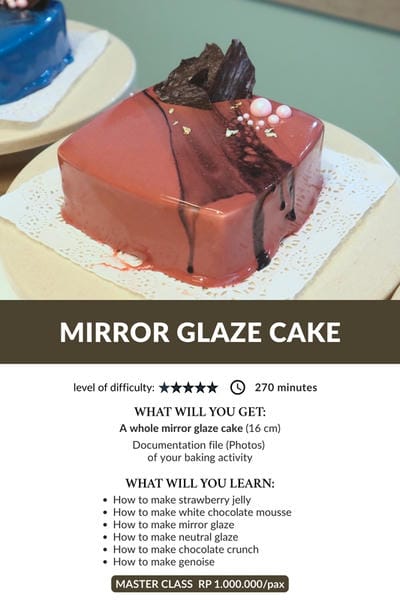 MIRROR GLAZE CAKE
level of difficulty: ★★★★★ 270 minutes
WHAT WILL YOU GET:
A whole mirror glaze cake (16 cm)
Documentation file (Photos)
of your baking activity
WHAT WILL YOU LEARN:
• How to make strawberry jelly
• How to make white chocolate mousse
• How to make mirror glaze
• How to make neutral glaze
• How to make chocolate crunch
• How to make genoise
MASTER CLASS RP 1.000.000/pax